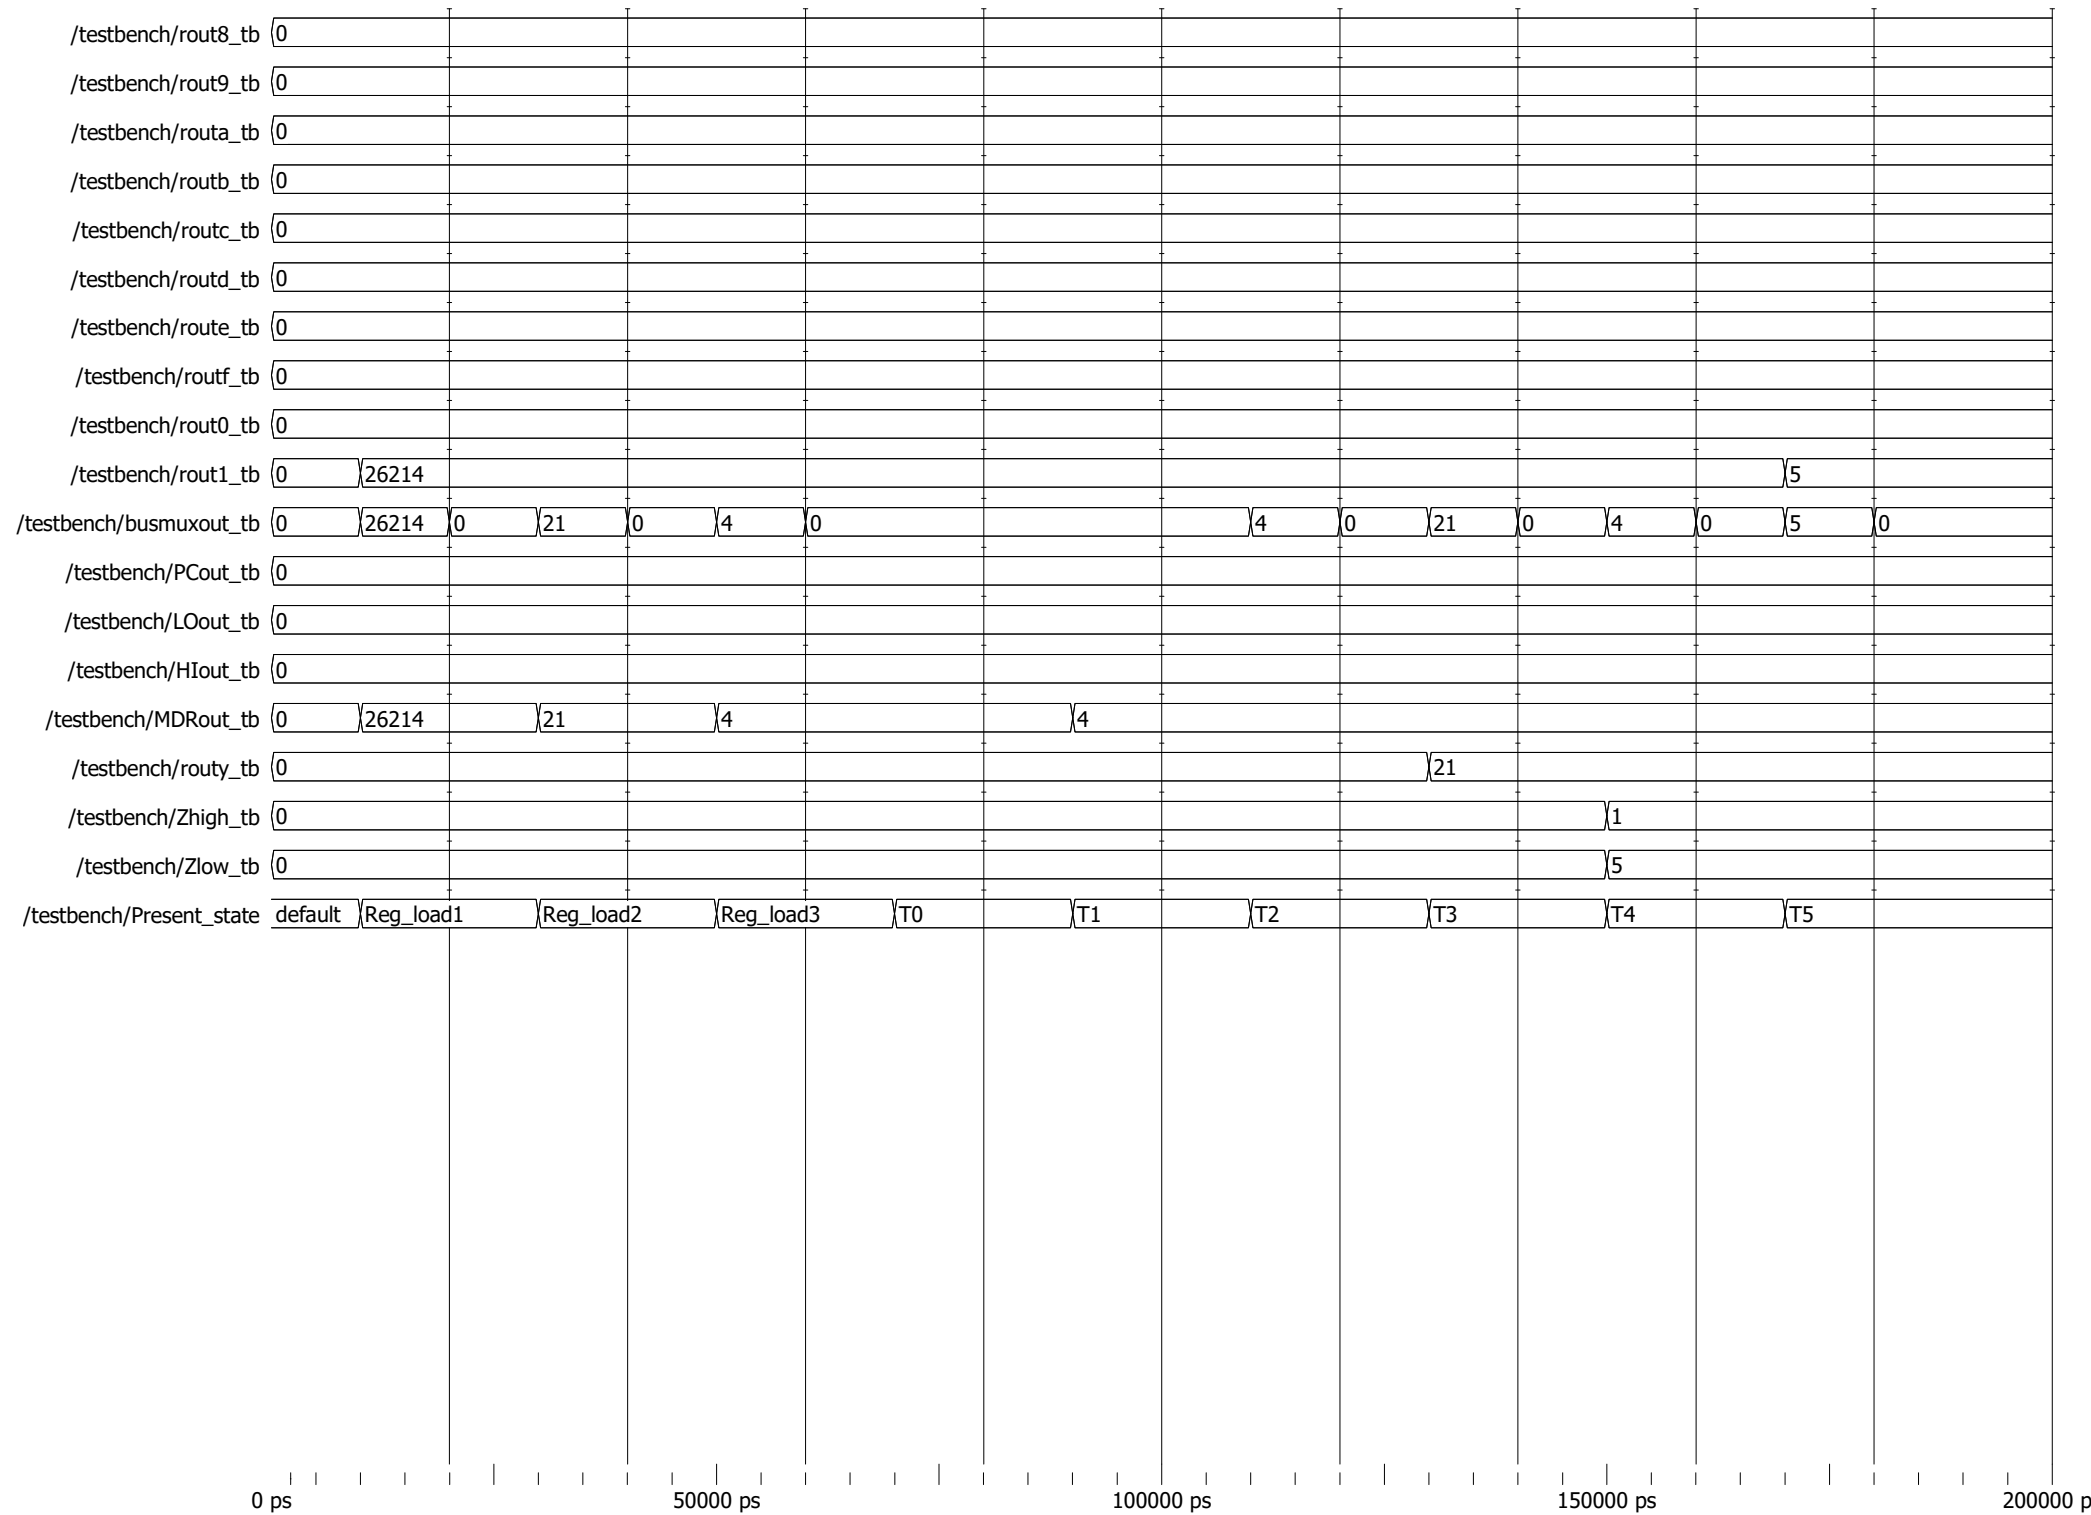 /testbench/rout8_tb 0
/testbench/rout9_tb 0
/testbench/routa_tb 0
/testbench/routb_tb 0
/testbench/routc_tb 0
/testbench/routd_tb 0
/testbench/route_tb 0
/testbench/routf_tb 0
/testbench/rout0_tb 0
/testbench/rout1_tb 0 26214 5
/testbench/busmuxout_tb 0 26214 0 21 0 4 0 4 0 21 0 4 0 5 0
/testbench/PCout_tb 0
/testbench/LOout_tb 0
/testbench/HIout_tb 0
/testbench/MDRout_tb 0 26214 21 4 4
/testbench/routy_tb 0 21
/testbench/Zhigh_tb 0 1
/testbench/Zlow_tb 0 5
/testbench/Present_state default Reg_load1 Reg_load2 Reg_load3 T0 T1 T2 T3 T4 T5
0 ps 50000 ps 100000 ps 150000 ps 200000 p